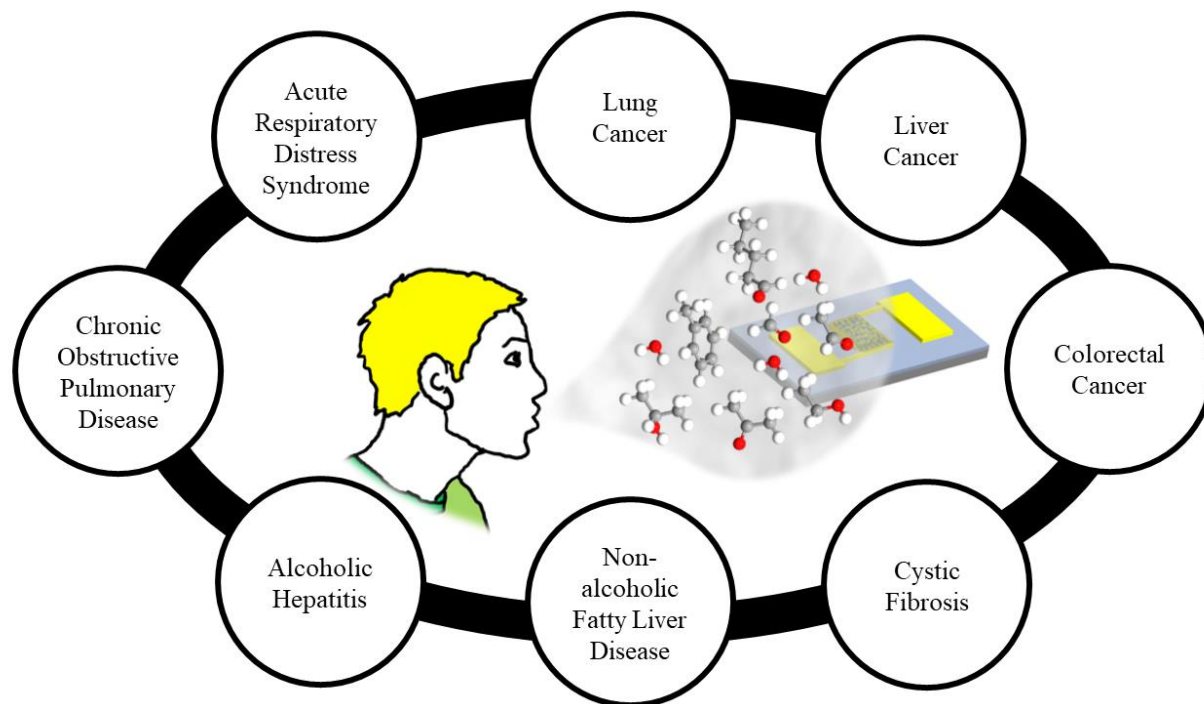 Acute
Respiratory
Distress
Syndrome
Lung
Cancer
Liver
Cancer
Chronic
Obstructive
Pulmonary
Disease
Colorectal
Cancer
Alcoholic
Hepatitis
Non-
alcoholic
Fatty Liver
Disease
Cystic
Fibrosis